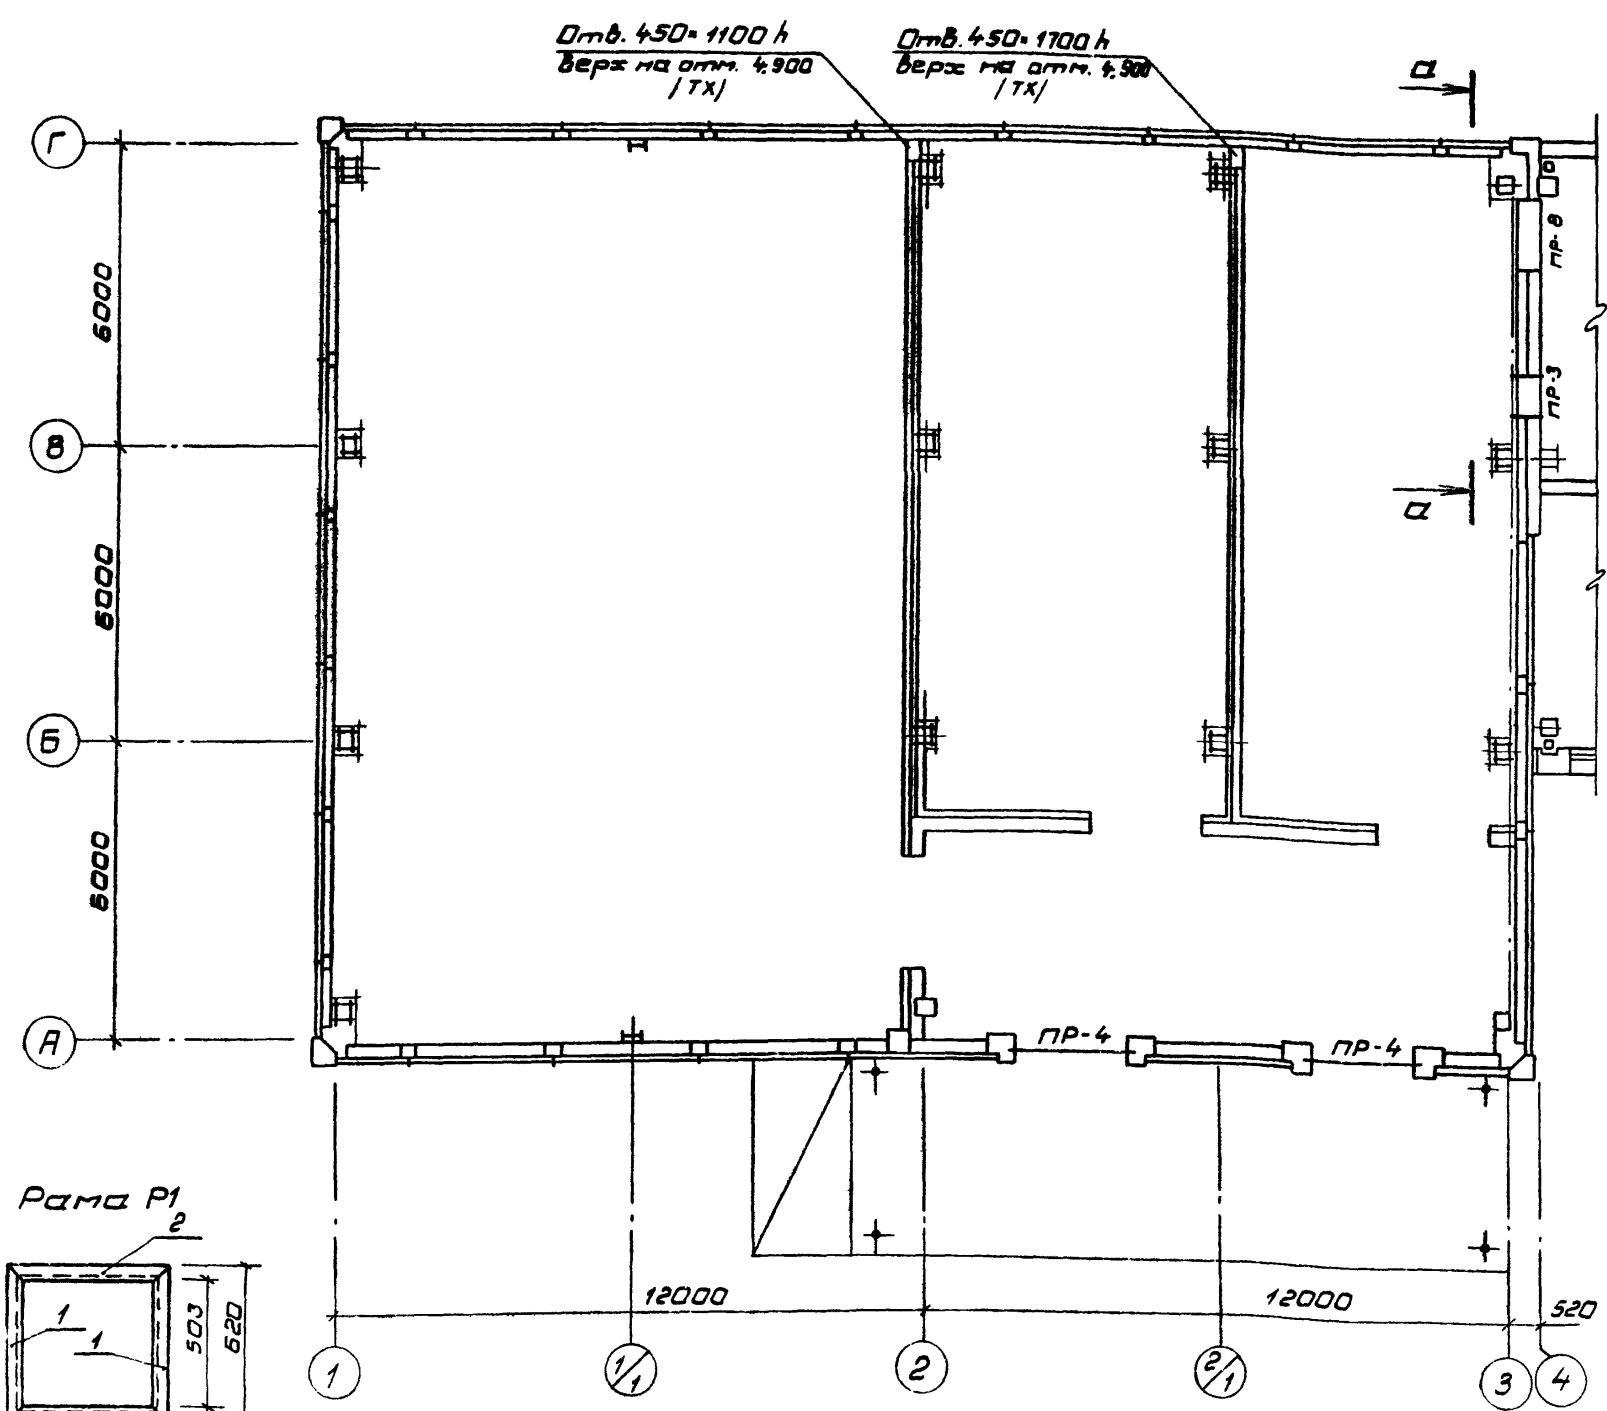 Отв. 450×1100 h
верх на отм. 4.900
/ТХ/
Отв. 450×1700 h
верх на отм. 4.900
/ТХ/
а
Г
6000
ПР-8
ПР-3
В
а
6000
Б
6000
А
ПР-4
ПР-4
Рама Р1
2
1
1
503
620
12000
12000
520
1
1/1
2
2/1
3
4